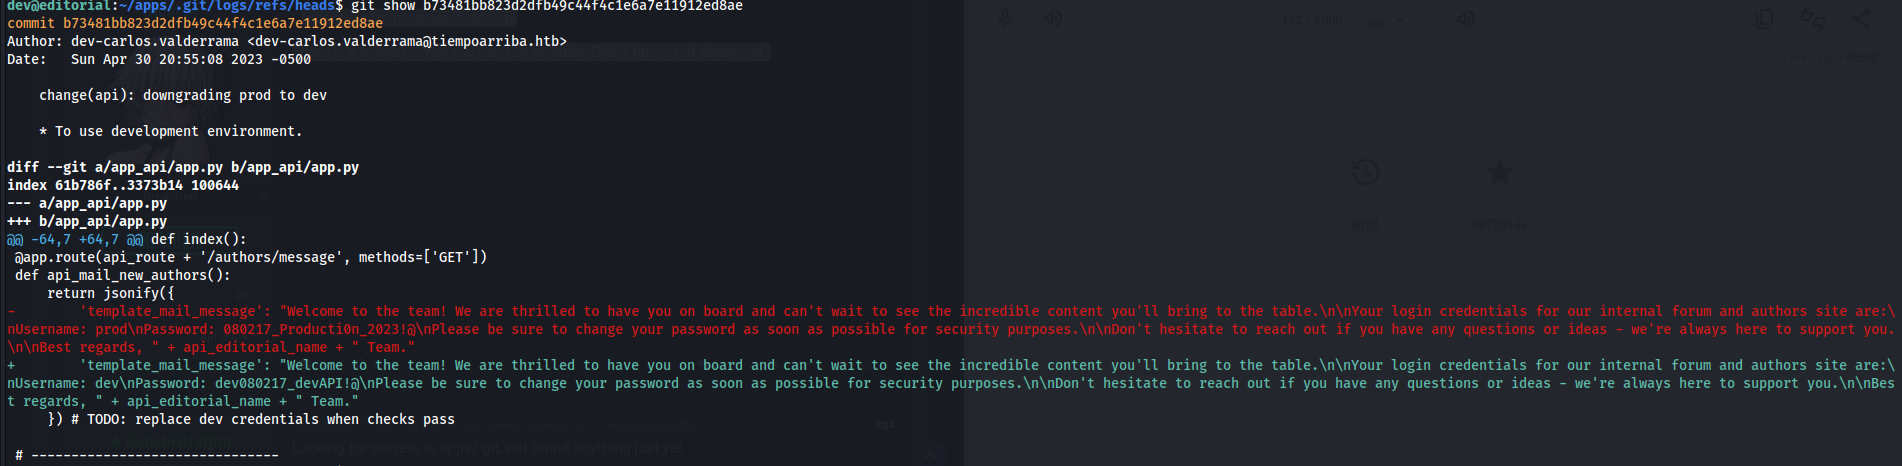 dev@editorial:~/apps/.git/logs/refs/heads$ git show b73481bb823d2dfb49c44f4c1e6a7e11912ed8ae
commit b73481bb823d2dfb49c44f4c1e6a7e11912ed8ae
Author: dev-carlos.valderrama <dev-carlos.valderrama@tiempoarriba.htb>
Date:   Sun Apr 30 20:55:08 2023 -0500

    change(api): downgrading prod to dev

    * To use development environment.

diff --git a/app_api/app.py b/app_api/app.py
index 61b786f..3373b14 100644
--- a/app_api/app.py
+++ b/app_api/app.py
@@ -64,7 +64,7 @@ def index():
 @app.route(api_route + '/authors/message', methods=['GET'])
 def api_mail_new_authors():
     return jsonify({
-        'template_mail_message': "Welcome to the team! We are thrilled to have you on board and can't wait to see the incredible content you'll bring to the table.\n\nYour login credentials for our internal forum and authors site are:\
nUsername: prod\nPassword: 080217_Producti0n_2023!@\nPlease be sure to change your password as soon as possible for security purposes.\n\nDon't hesitate to reach out if you have any questions or ideas - we're always here to support you.
\n\nBest regards, " + api_editorial_name + " Team."
+        'template_mail_message': "Welcome to the team! We are thrilled to have you on board and can't wait to see the incredible content you'll bring to the table.\n\nYour login credentials for our internal forum and authors site are:\
nUsername: dev\nPassword: dev080217_devAPI!@\nPlease be sure to change your password as soon as possible for security purposes.\n\nDon't hesitate to reach out if you have any questions or ideas - we're always here to support you.\n\nBes
t regards, " + api_editorial_name + " Team."
     }) # TODO: replace dev credentials when checks pass
Looking for secrets in apps/.git, not found anything just yet
 # -------------------------------